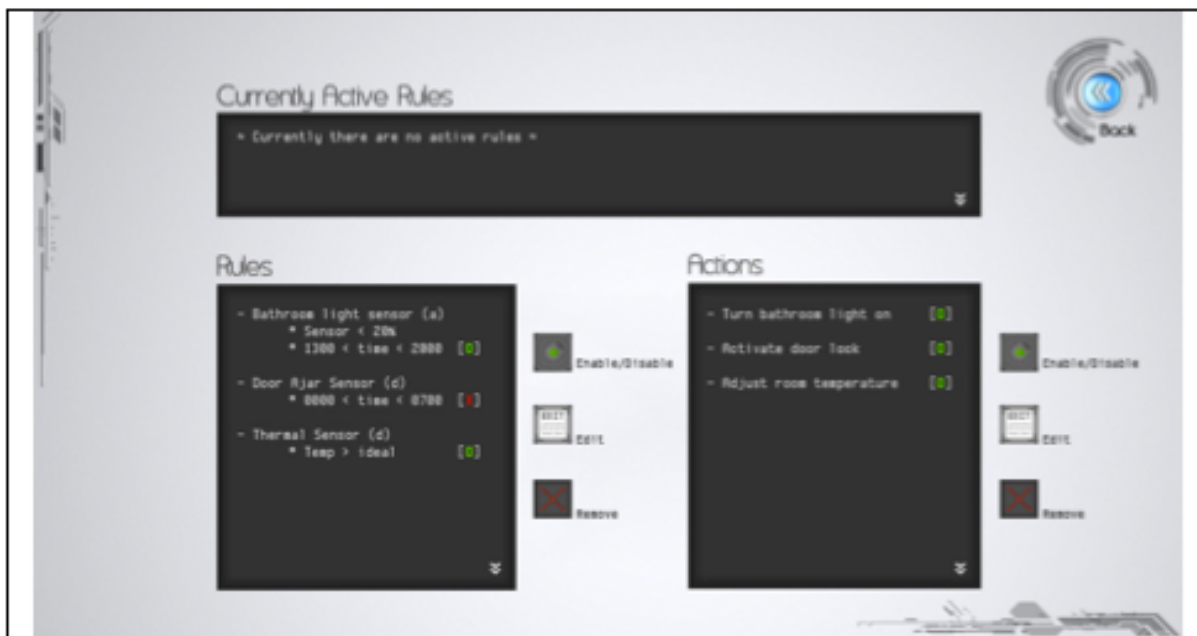 Currently Active Rules
~ Currently there are no active rules ~
Back
Rules
- Bathroom light sensor (a)
* Sensor < 20%
* 1300 < time < 2000 [0]
- Door Ajar Sensor (d)
* 0000 < time < 0700 [0]
- Thermal Sensor (d)
* Temp > ideal [0]
Enable/Disable
EDIT
Edit
Remove
Actions
- Turn bathroom light on [0]
- Activate door lock [0]
- Adjust room temperature [0]
Enable/Disable
EDIT
Edit
Remove